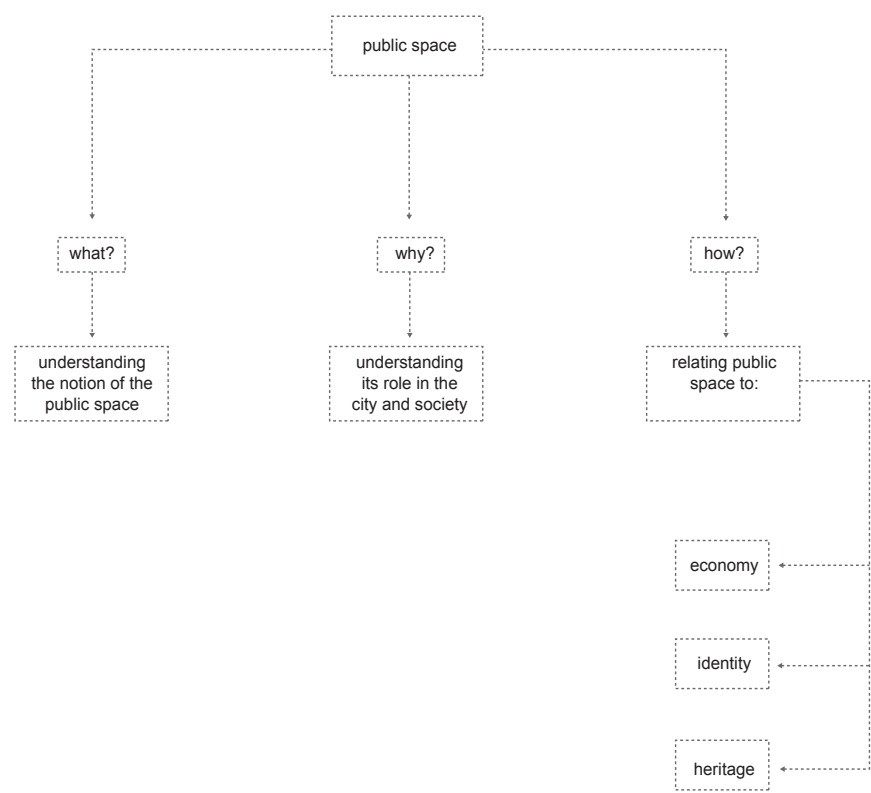 public space
what?
why?
how?
understanding
the notion of the
public space
understanding
its role in the
city and society
relating public
space to:
economy
identity
heritage